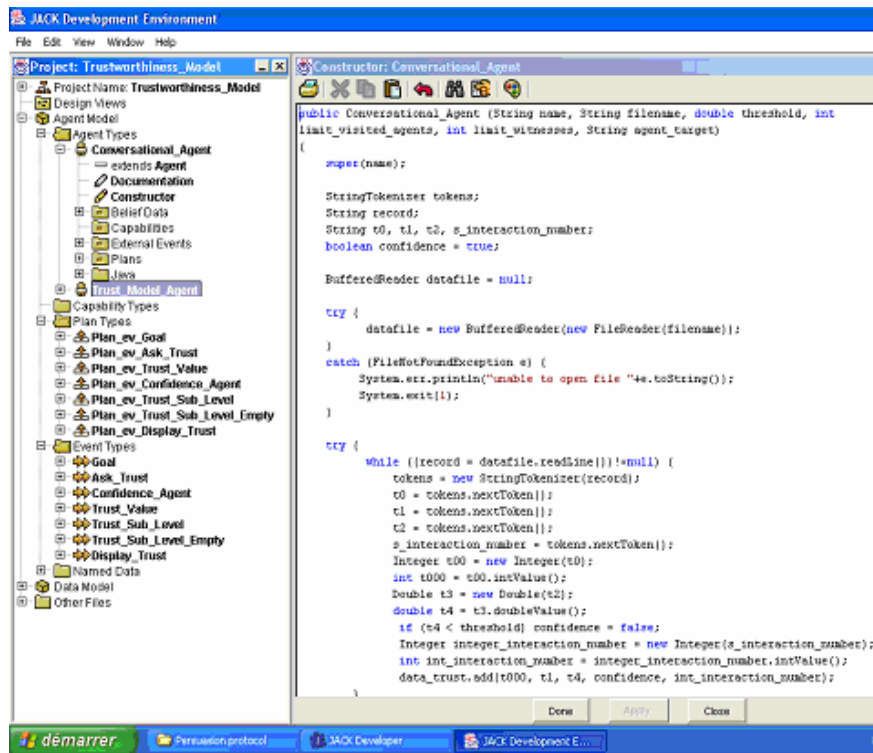 JACK Development Environment
File Edit View Window Help
Project: Trustworthiness_Model
Project Name: Trustworthiness_Model
Design Views
Agent Model
Agent Types
Conversational_Agent
extends Agent
Documentation
Constructor
Belief Data
Capabilities
External Events
Plans
Java
Trust_Model_Agent
Capability Types
Plan Types
Plan_ev_Goal
Plan_ev_Ask_Trust
Plan_ev_Trust_Value
Plan_ev_Confidence_Agent
Plan_ev_Trust_Sub_Level
Plan_ev_Trust_Sub_Level_Empty
Plan_ev_Display_Trust
Event Types
Goal
Ask_Trust
Confidence_Agent
Trust_Value
Trust_Sub_Level
Trust_Sub_Level_Empty
Display_Trust
Named Data
Data Model
Other Files
Constructor: Conversational_Agent
public Conversational_Agent (String name, String filename, double threshold, int
limit_visited_agents, int limit_witnesses, String agent_target)
{
super(name);
StringTokenizer tokens;
String record;
String t0, t1, t2, s_interaction_number;
boolean confidence = true;
BufferedReader datafile = null;
try {
datafile = new BufferedReader(new FileReader(filename));
}
catch (FileNotFoundException e) {
System.err.println("unable to open file "+e.toString());
System.exit(1);
}
try {
while ((record = datafile.readLine())!=null) {
tokens = new StringTokenizer(record);
t0 = tokens.nextToken();
t1 = tokens.nextToken();
t2 = tokens.nextToken();
s_interaction_number = tokens.nextToken();
Integer t00 = new Integer(t0);
int t000 = t00.intValue();
Double t3 = new Double(t2);
double t4 = t3.doubleValue();
if (t4 < threshold) confidence = false;
Integer integer_interaction_number = new Integer(s_interaction_number);
int int_interaction_number = integer_interaction_number.intValue();
data_trust.add(t000, t1, t4, confidence, int_interaction_number);
}
Done Apply Close
démarrer Persuasion protocol JACK Developer JACK Development E...